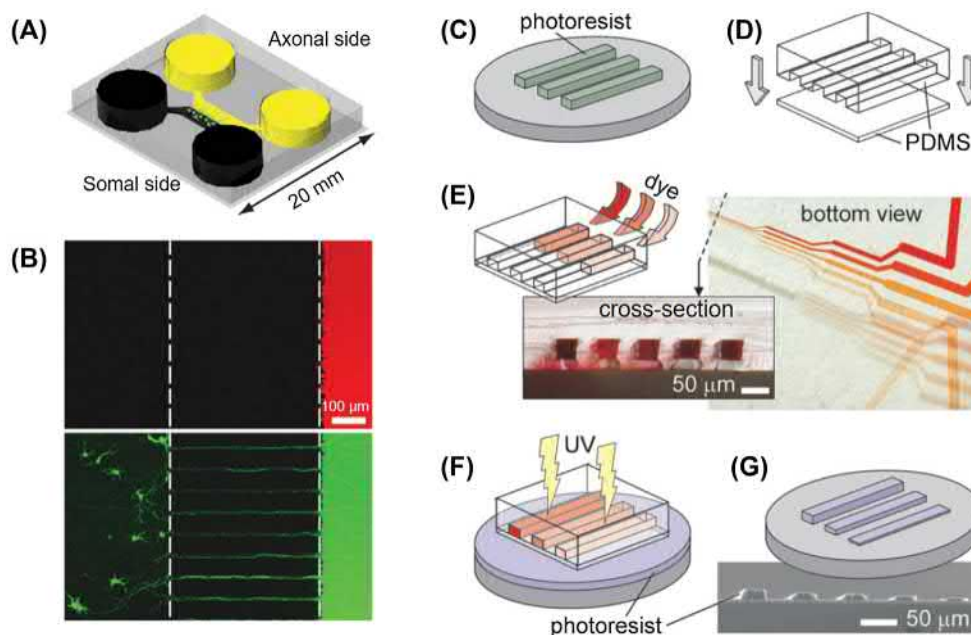 (A)
Axonal side
Somal side
20 mm
(B)
100 μm
(C)
photoresist
(D)
PDMS
(E)
dye
bottom view
cross-section
50 μm
(F)
UV
photoresist
(G)
50 μm